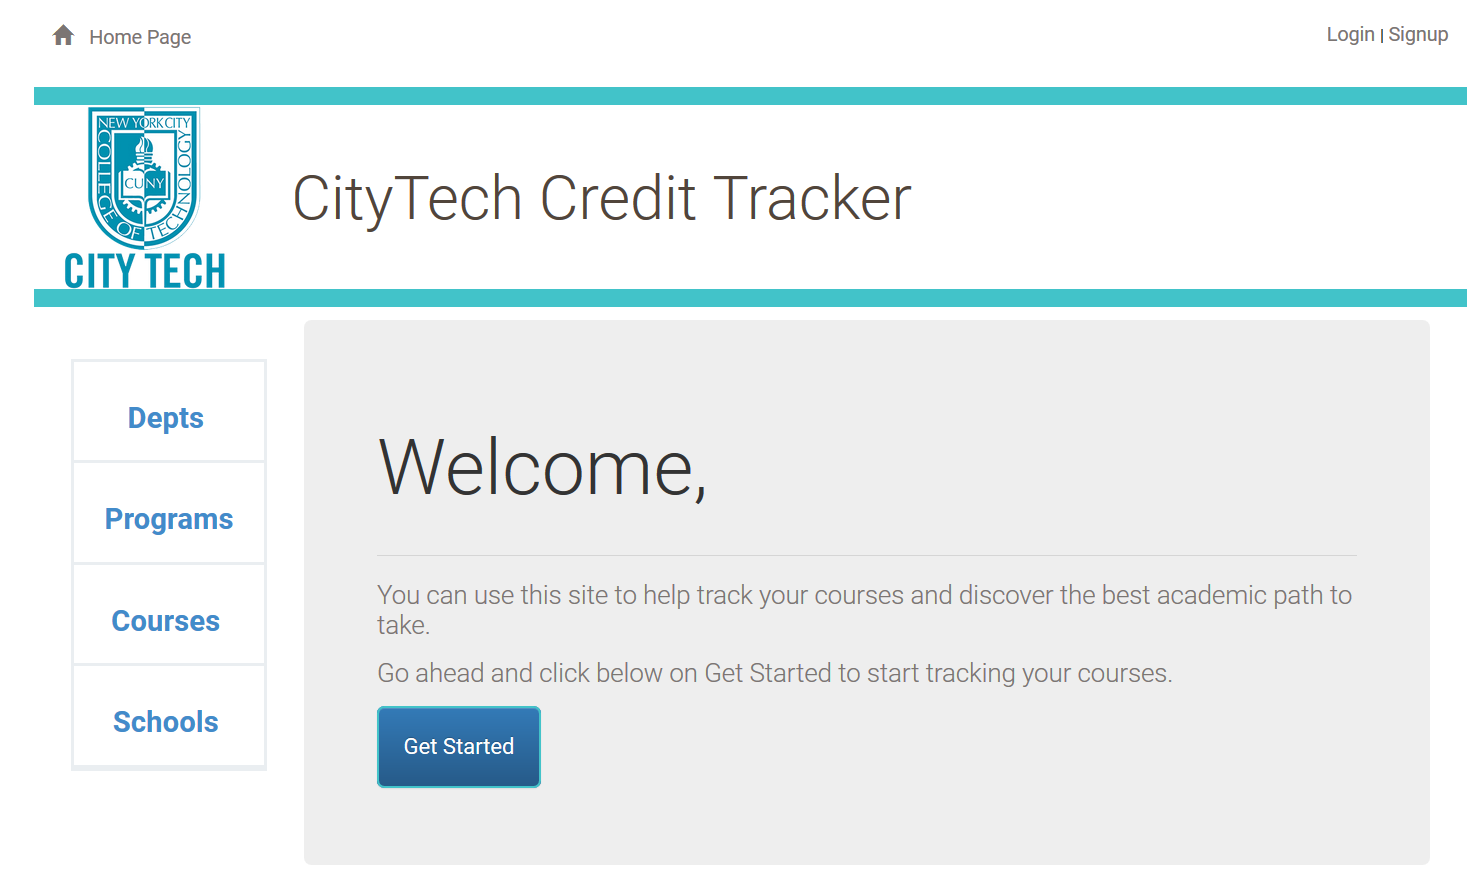 Home Page
Login | Signup
NEW YORK CITY
COLLEGE OF TECHNOLOGY
CUNY
CITY TECH
CityTech Credit Tracker
Depts
Programs
Courses
Schools
Welcome,
You can use this site to help track your courses and discover the best academic path to
take.
Go ahead and click below on Get Started to start tracking your courses.
Get Started